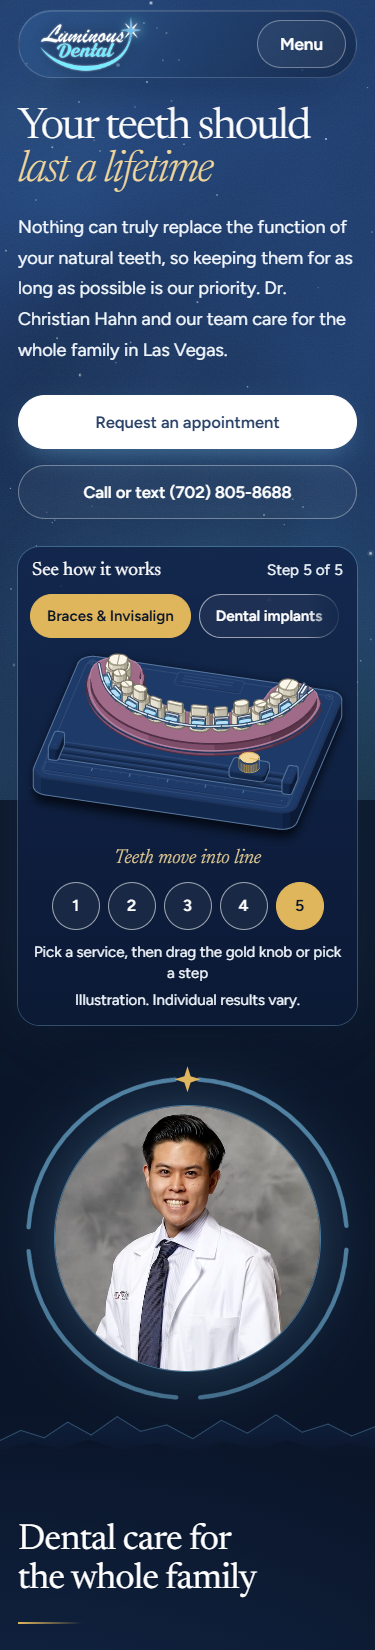 Luminous
Dental
Menu
Your teeth should
last a lifetime
Nothing can truly replace the function of
your natural teeth, so keeping them for as
long as possible is our priority. Dr.
Christian Hahn and our team care for the
whole family in Las Vegas.
Request an appointment
Call or text (702) 805-8688
See how it works
Step 5 of 5
Braces & Invisalign
Dental implants
Teeth move into line
1
2
3
4
5
Pick a service, then drag the gold knob or pick
a step
Illustration. Individual results vary.
Dental care for
the whole family